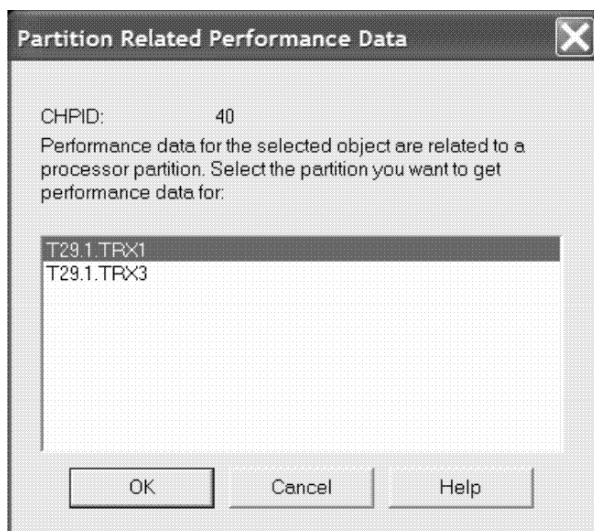 Partition Related Performance Data
CHPID: 40
Performance data for the selected object are related to a
processor partition. Select the partition you want to get
performance data for:
T29.1.TRX1
T29.1.TRX3
OK Cancel Help